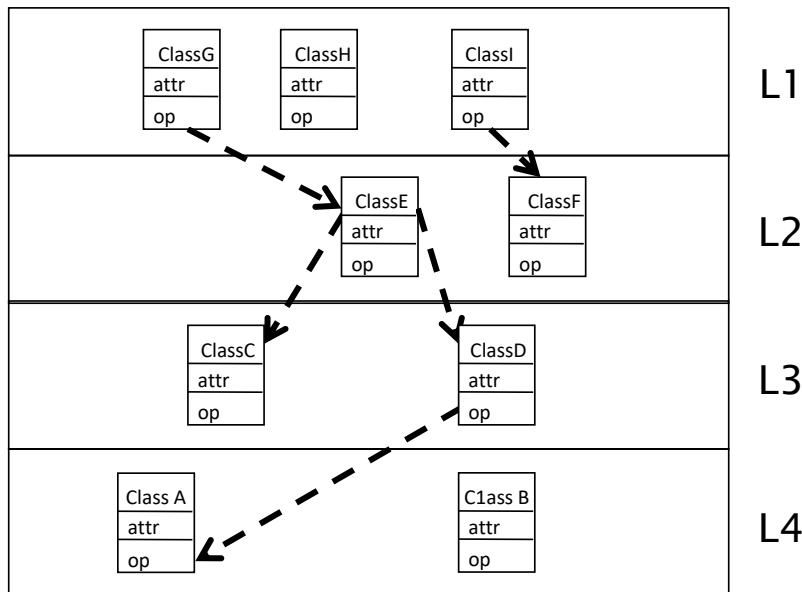 ClassG ClassH ClassI
attr attr attr
op op op
L1
ClassE ClassF
attr attr
op op
L2
ClassC ClassD
attr attr
op op
L3
Class A C1ass B
attr attr
op op
L4